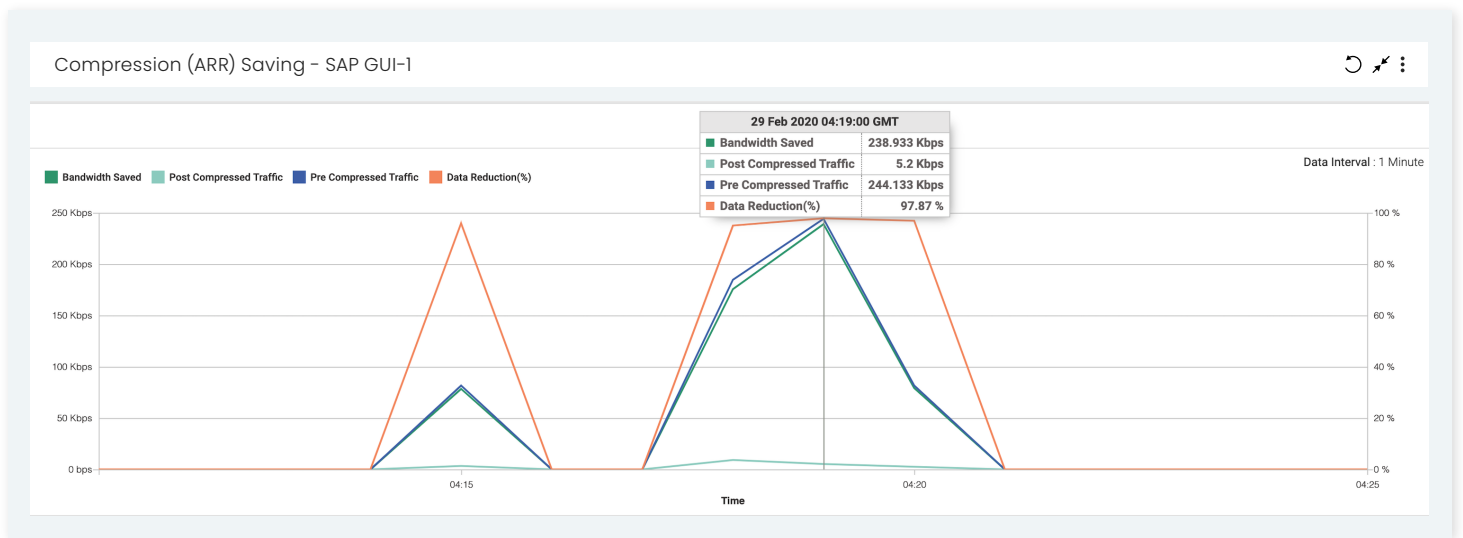 Compression (ARR) Saving - SAP GUI-1
29 Feb 2020 04:19:00 GMT
Bandwidth Saved 238.933 Kbps
Post Compressed Traffic 5.2 Kbps
Pre Compressed Traffic 244.133 Kbps
Data Reduction(%) 97.87 %
Data Interval : 1 Minute
Bandwidth Saved Post Compressed Traffic Pre Compressed Traffic Data Reduction(%)
250 Kbps 100 %
200 Kbps 80 %
150 Kbps 60 %
100 Kbps 40 %
50 Kbps 20 %
0 bps 0 %
04:15 04:20 04:25
Time